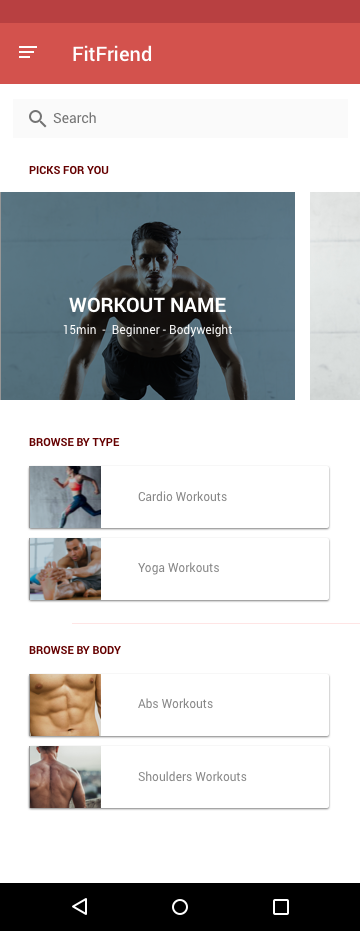 FitFriend
Search
PICKS FOR YOU
WORKOUT NAME
15min - Beginner - Bodyweight
BROWSE BY TYPE
Cardio Workouts
Yoga Workouts
BROWSE BY BODY
Abs Workouts
Shoulders Workouts